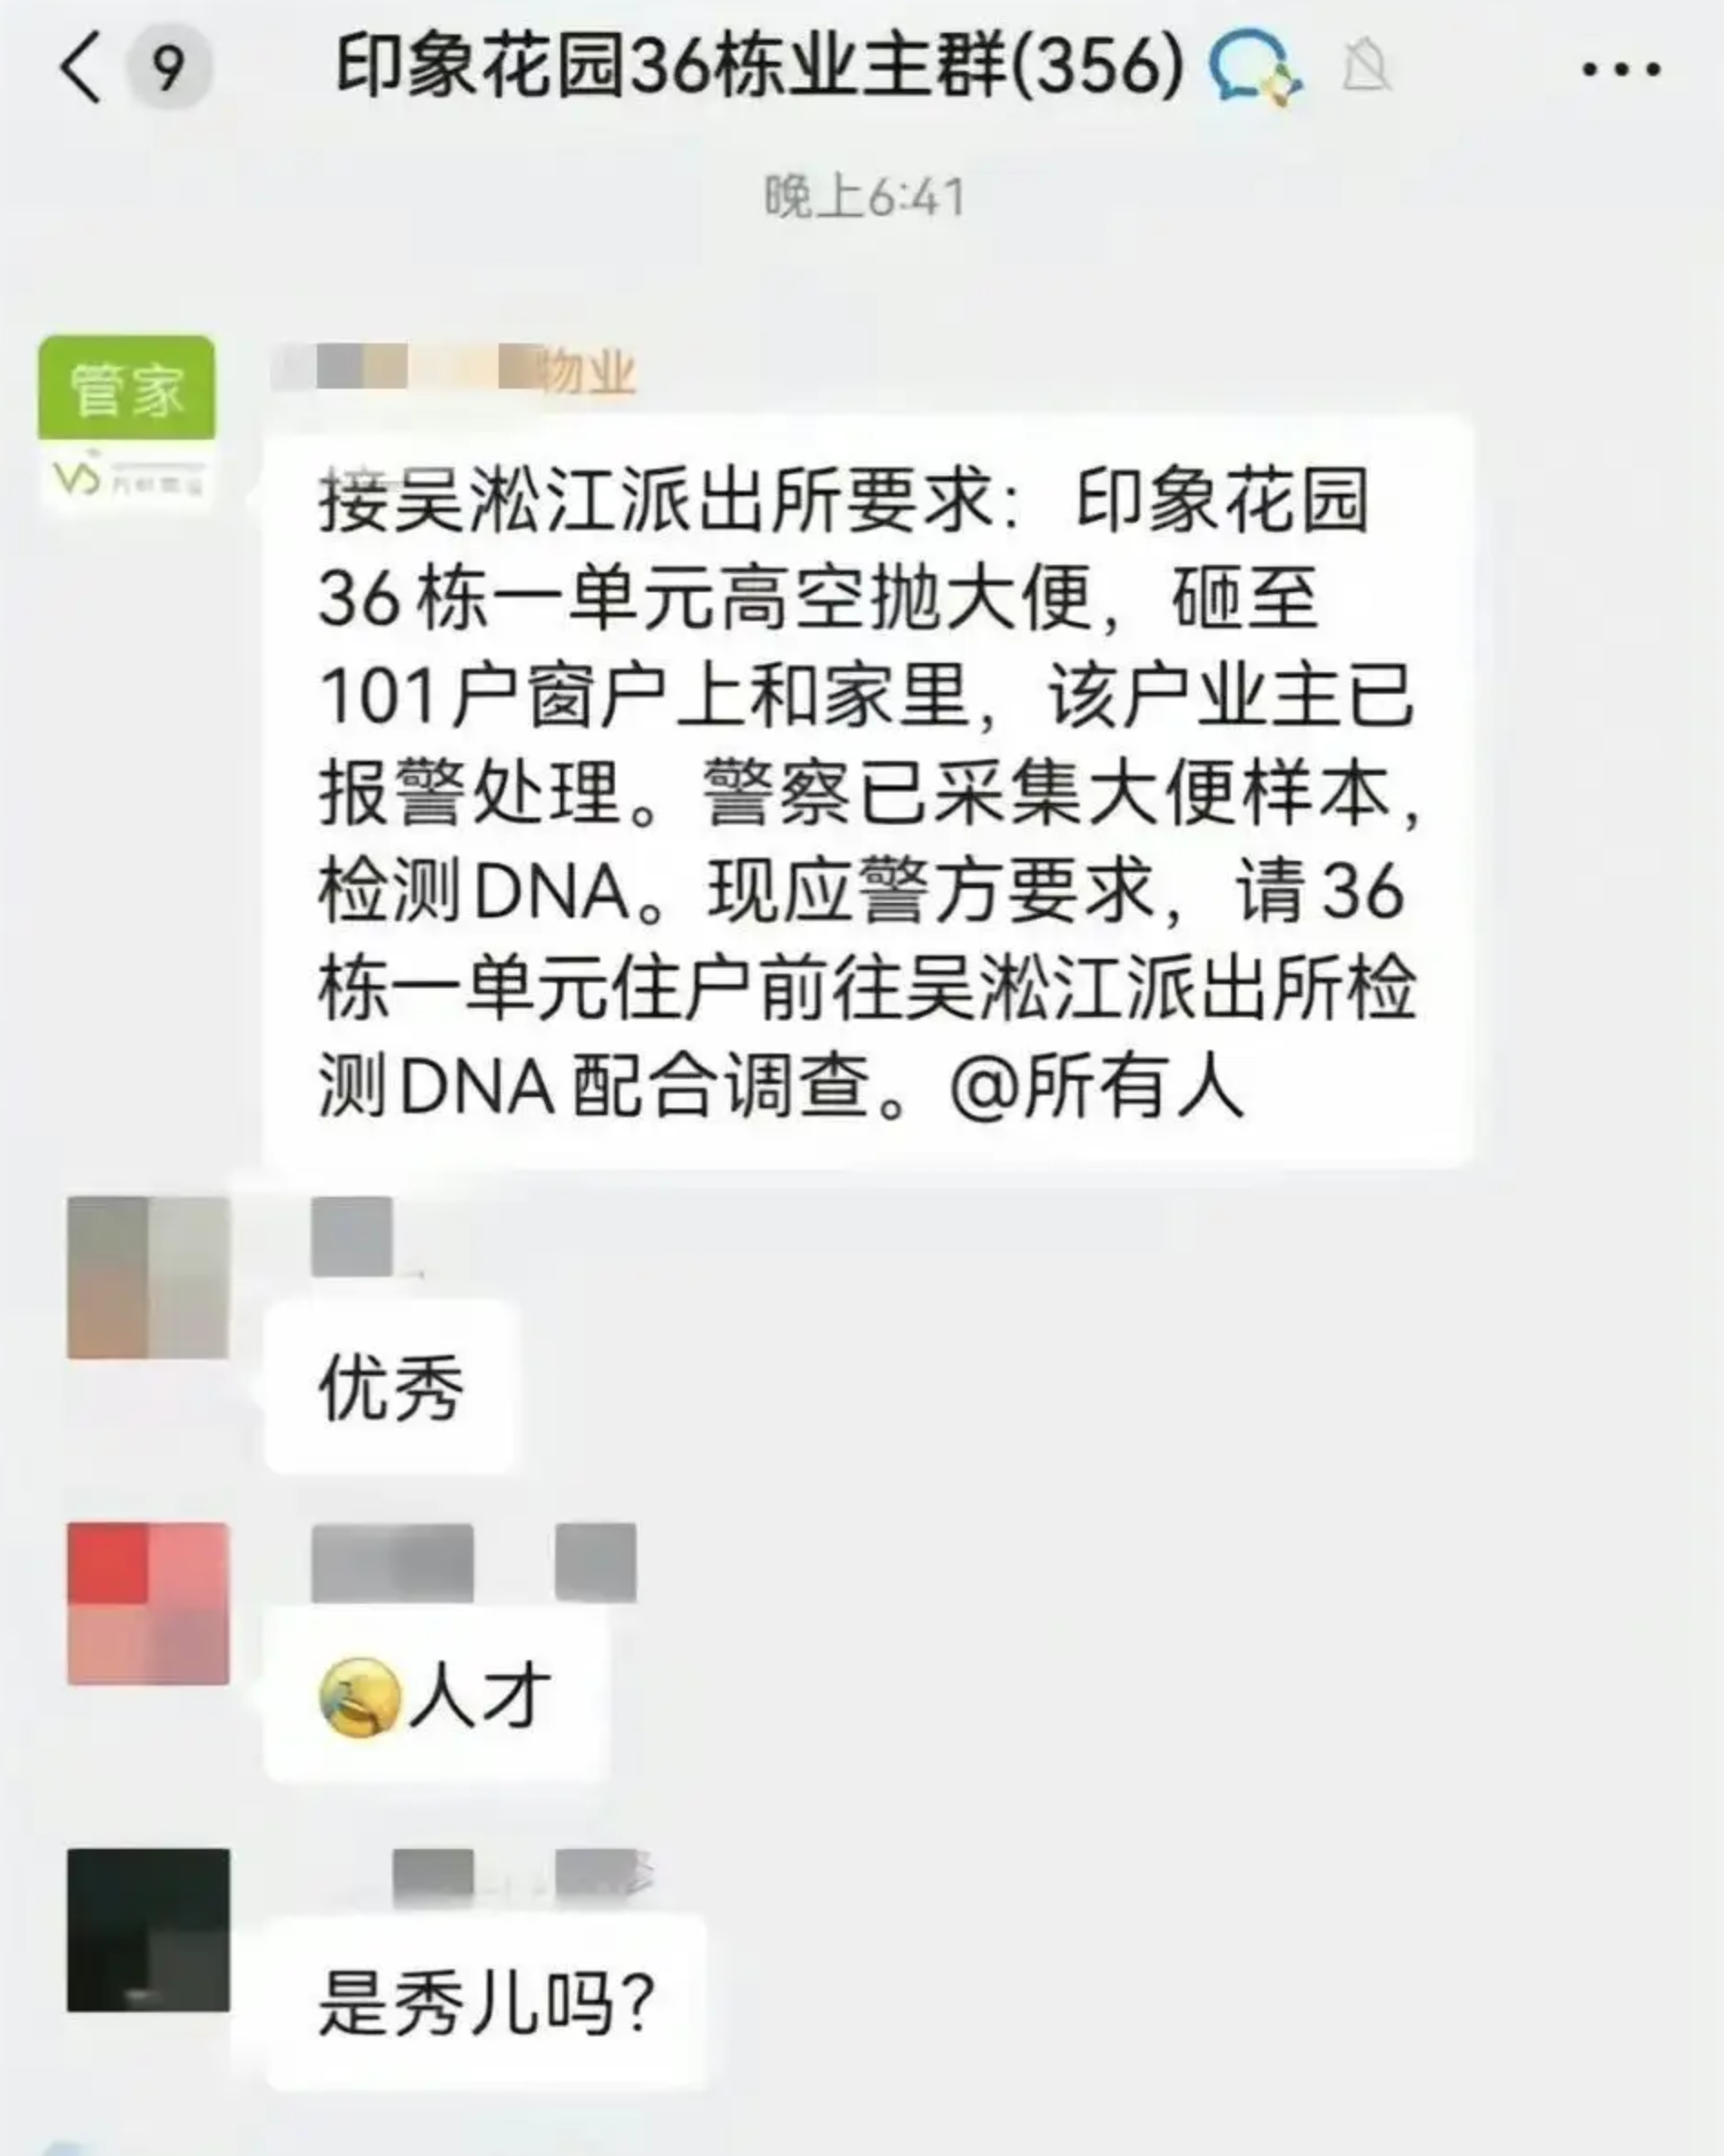 9
印象花园36栋业主群(356)
晚上6:41
管家
物业
接吴淞江派出所要求：印象花园
36栋一单元高空抛大便，砸至
101户窗户上和家里，该户业主已
报警处理。警察已采集大便样本，
检测DNA。现应警方要求，请36
栋一单元住户前往吴淞江派出所检
测DNA配合调查。@所有人
优秀
人才
是秀儿吗?